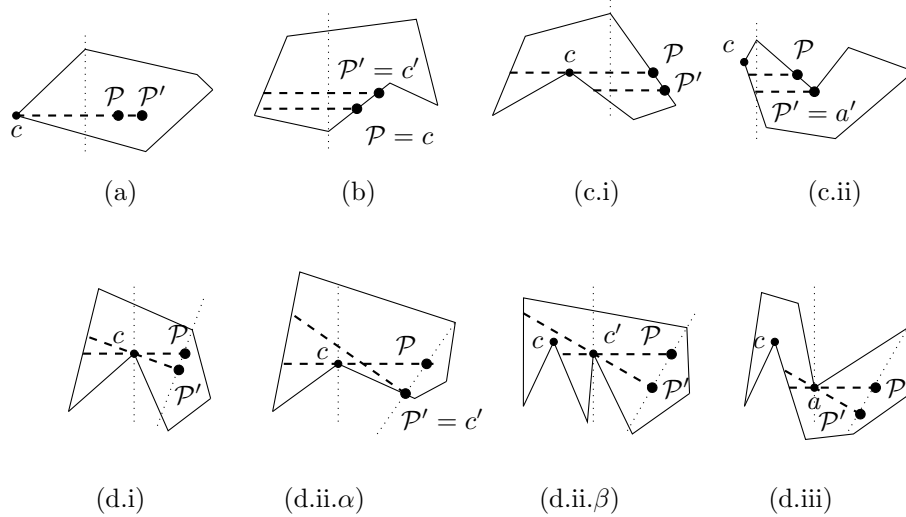 c 𝒫 𝒫′
(a)
𝒫′ = c′
𝒫 = c
(b)
c 𝒫
𝒫′
(c.i)
c 𝒫
𝒫′ = a′
(c.ii)
c 𝒫
𝒫′
(d.i)
c 𝒫
𝒫′ = c′
(d.ii.α)
c c′ 𝒫
𝒫′
(d.ii.β)
c
a 𝒫
𝒫′
(d.iii)